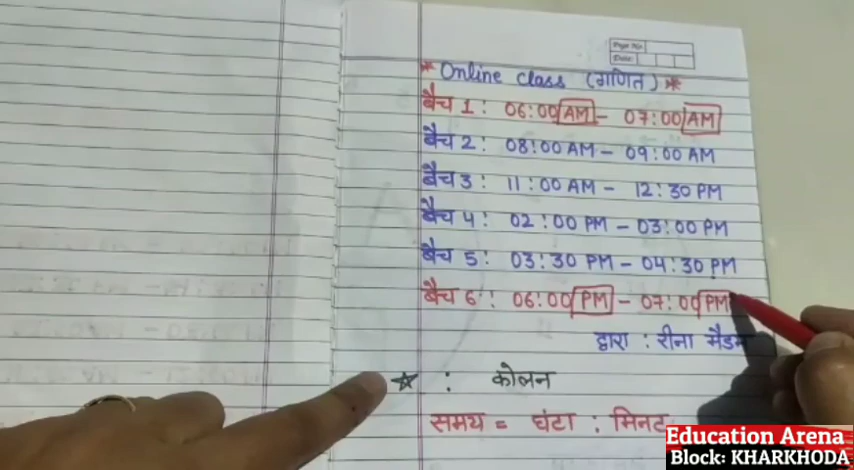 Page No
Date
* Online class (गणित) *
बैच 1 : 06:00 AM - 07:00 AM
बैच 2 : 08:00 AM - 09:00 AM
बैच 3 : 11:00 AM - 12:30 PM
बैच 4 : 02:00 PM - 03:00 PM
बैच 5 : 03:30 PM - 04:30 PM
बैच 6 : 06:00 PM - 07:00 PM
द्वारा : रीना मैडम
☆ : कोलन
समय = घंटा : मिनट
Education Arena
Block: KHARKHODA